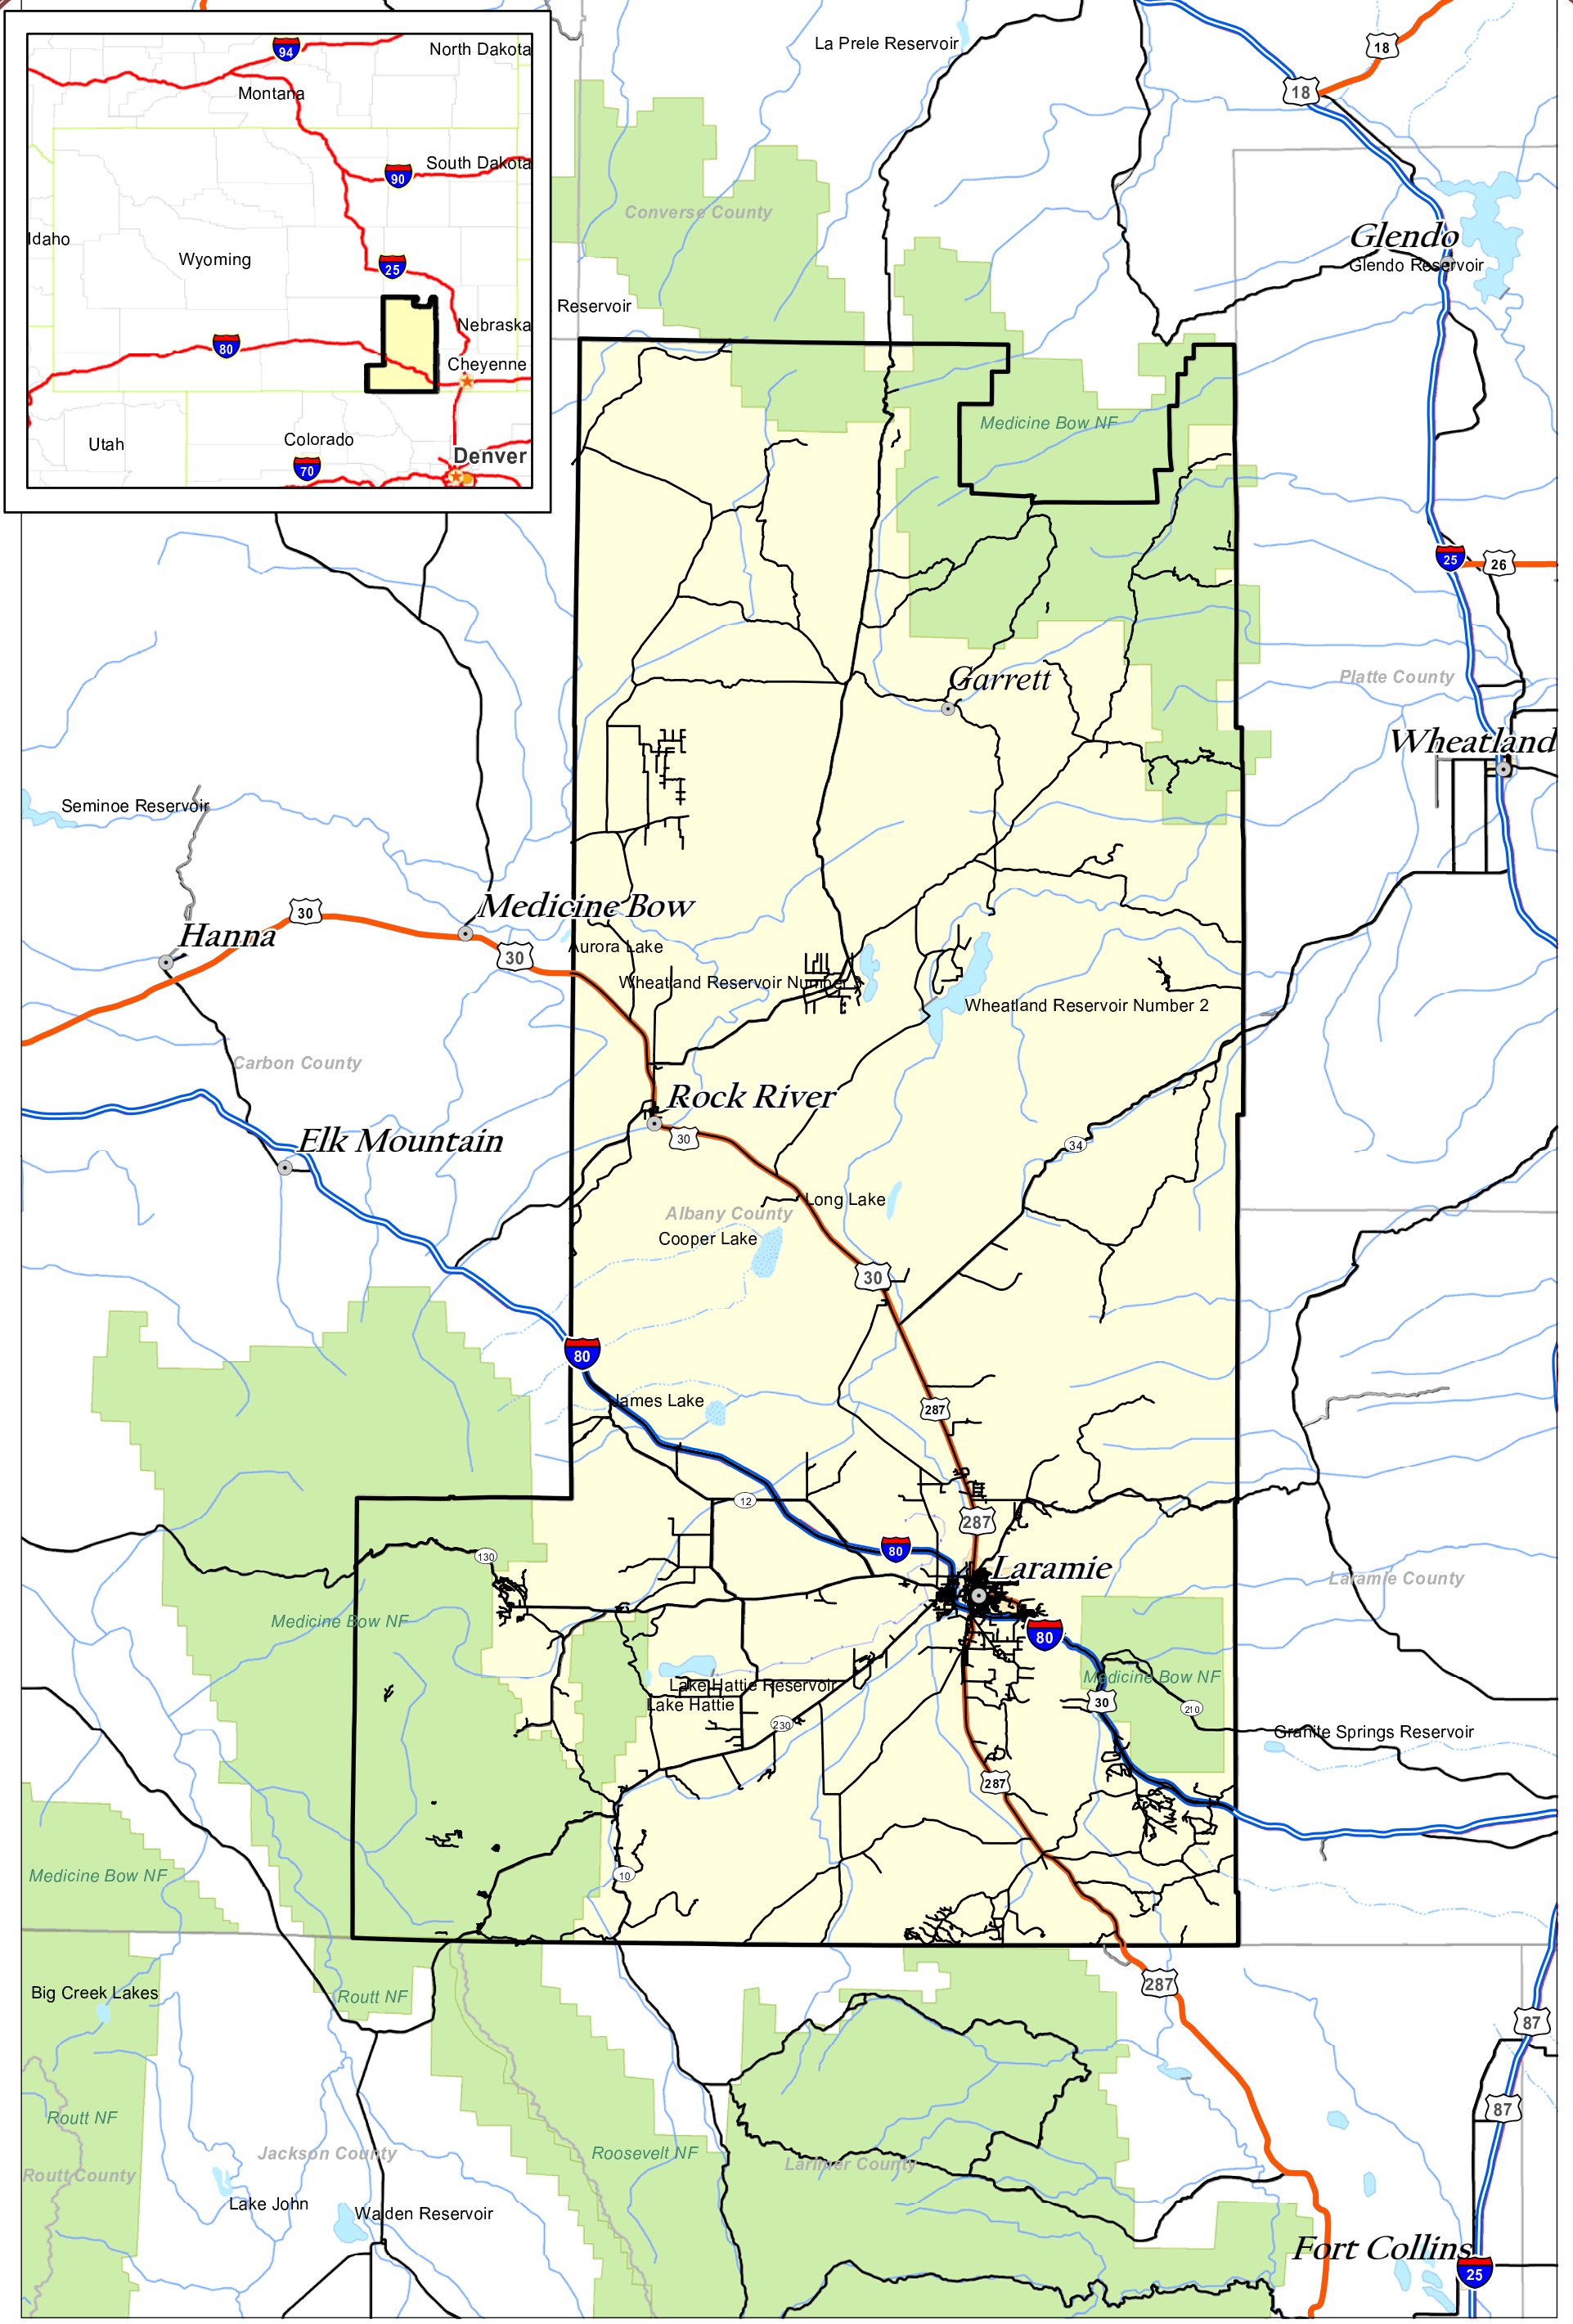 94
North Dakota
Montana
South Dakota
90
Idaho
Wyoming
25
Nebraska
80
Cheyenne
Utah
Colorado
70
Denver
La Prele Reservoir
18
18
Converse County
Glendo
Glendo Reservoir
Reservoir
Medicine Bow NF
25
26
Garrett
Platte County
Wheatland
Seminoe Reservoir
Medicine Bow
30
Hanna
30
Aurora Lake
Wheatland Reservoir Number
Wheatland Reservoir Number 2
Carbon County
Rock River
30
Elk Mountain
34
Long Lake
Albany County
Cooper Lake
30
80
James Lake
287
12
287
80
130
Laramie
Laramie County
Medicine Bow NF
80
Medicine Bow NF
Lake Hattie Reservoir
Lake Hattie
30
210
230
Granite Springs Reservoir
287
Medicine Bow NF
10
287
Big Creek Lakes
Routt NF
87
87
Routt NF
Jackson County
Roosevelt NF
Larimer County
Routt County
Lake John
Walden Reservoir
Fort Collins
25